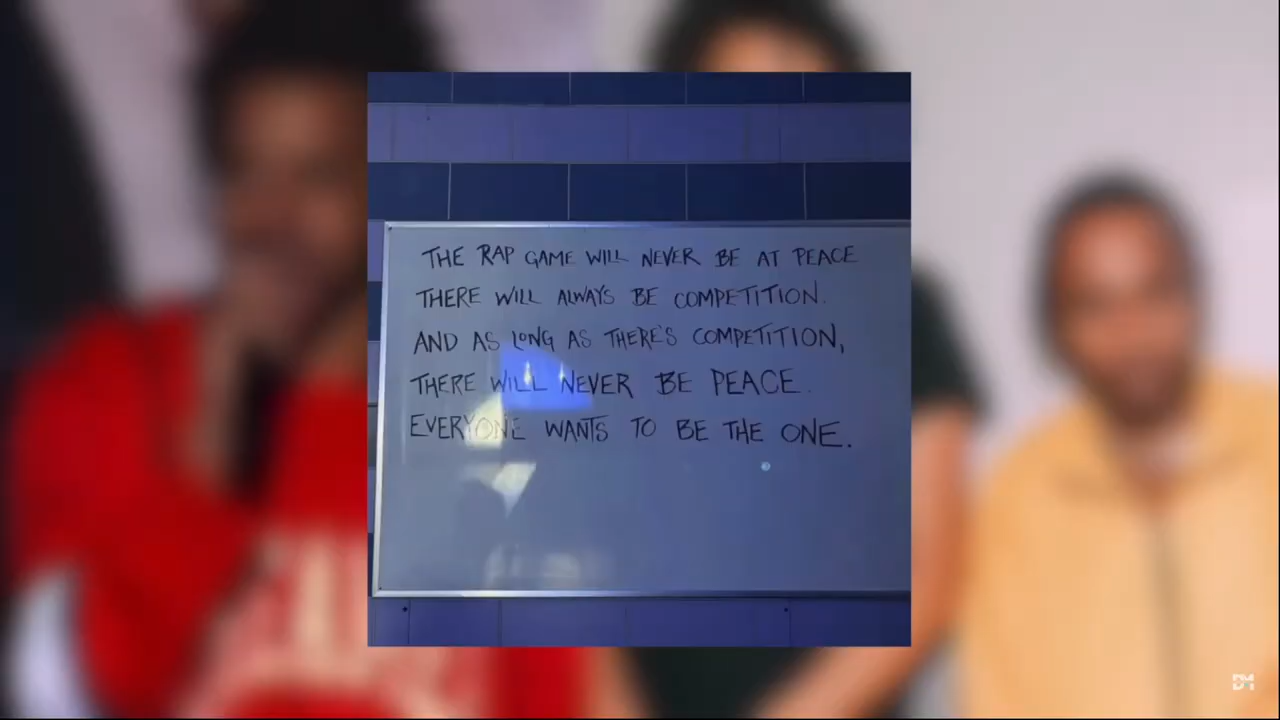 THE RAP GAME WILL NEVER BE AT PEACE
THERE WILL ALWAYS BE COMPETITION.
AND AS LONG AS THERE'S COMPETITION,
THERE WILL NEVER BE PEACE.
EVERYONE WANTS TO BE THE ONE.
DM